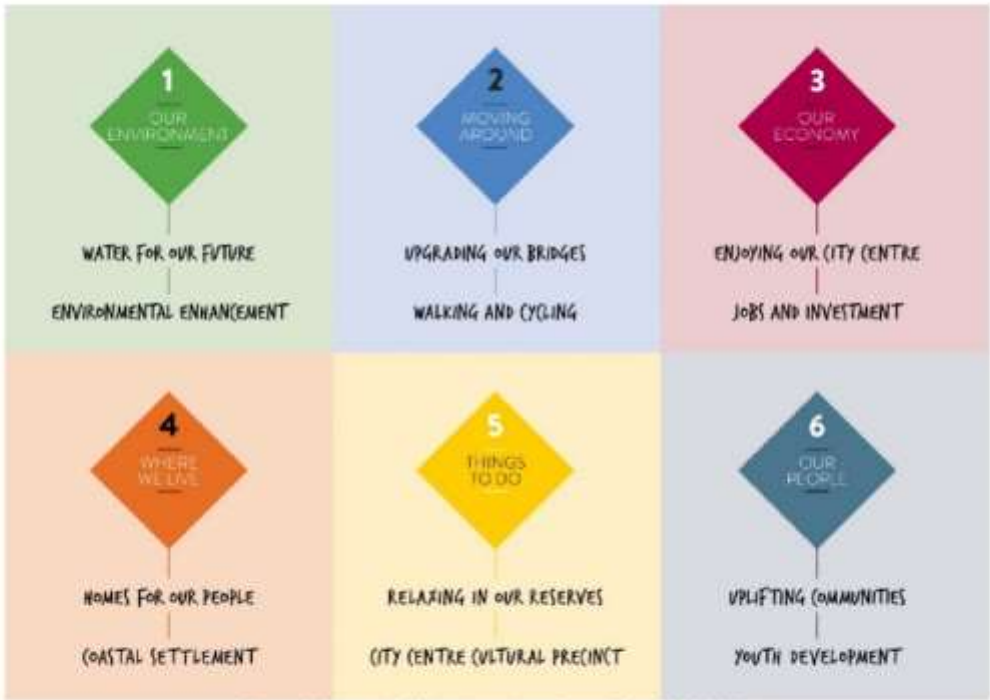 1
OUR
ENVIRONMENT
WATER FOR OUR FUTURE
ENVIRONMENTAL ENHANCEMENT
2
MOVING
AROUND
UPGRADING OUR BRIDGES
WALKING AND CYCLING
3
OUR
ECONOMY
ENJOYING OUR CITY CENTRE
JOBS AND INVESTMENT
4
WHERE
WE LIVE
HOMES FOR OUR PEOPLE
COASTAL SETTLEMENT
5
THINGS
TO DO
RELAXING IN OUR RESERVES
CITY CENTRE CULTURAL PRECINCT
6
OUR
PEOPLE
UPLIFTING COMMUNITIES
YOUTH DEVELOPMENT